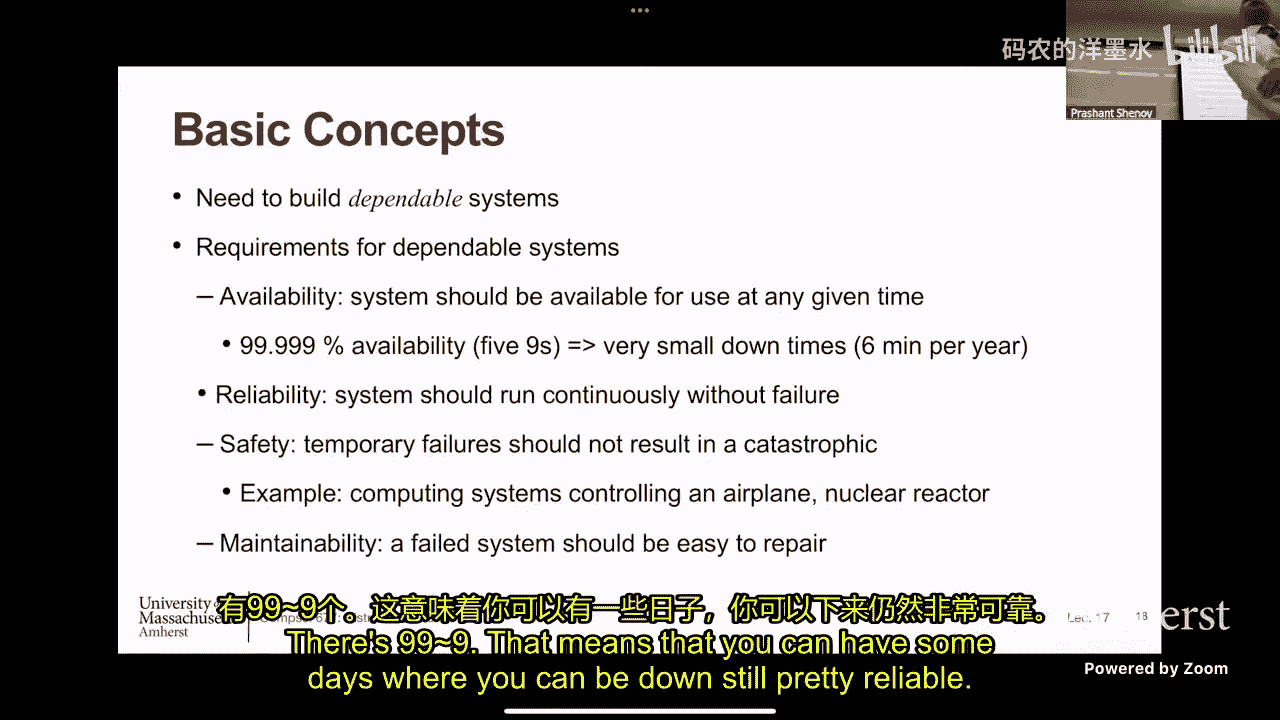 码农的洋墨水 bilibili
Prashant Shenoy
Basic Concepts
• Need to build dependable systems
• Requirements for dependable systems
– Availability: system should be available for use at any given time
• 99.999 % availability (five 9s) => very small down times (6 min per year)
• Reliability: system should run continuously without failure
– Safety: temporary failures should not result in a catastrophic
• Example: computing systems controlling an airplane, nuclear reactor
– Maintainability: a failed system should be easy to repair
University
Massachuse
Amherst
Lec. 17
18
erst
有99~9个。这意味着你可以有一些日子，你可以下来仍然非常可靠。
There's 99~9. That means that you can have some
days where you can be down still pretty reliable.
Powered by Zoom